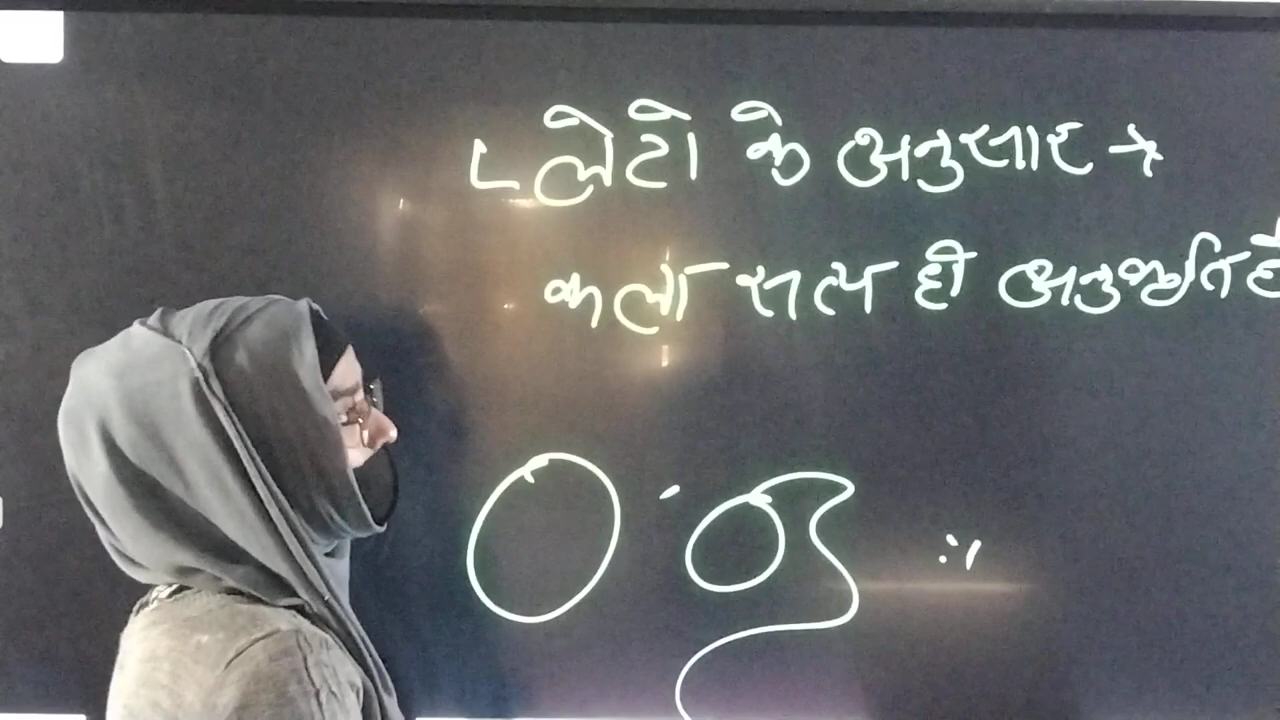 प्लेटो के अनुसार →
कला सत्य की अनुकृति है